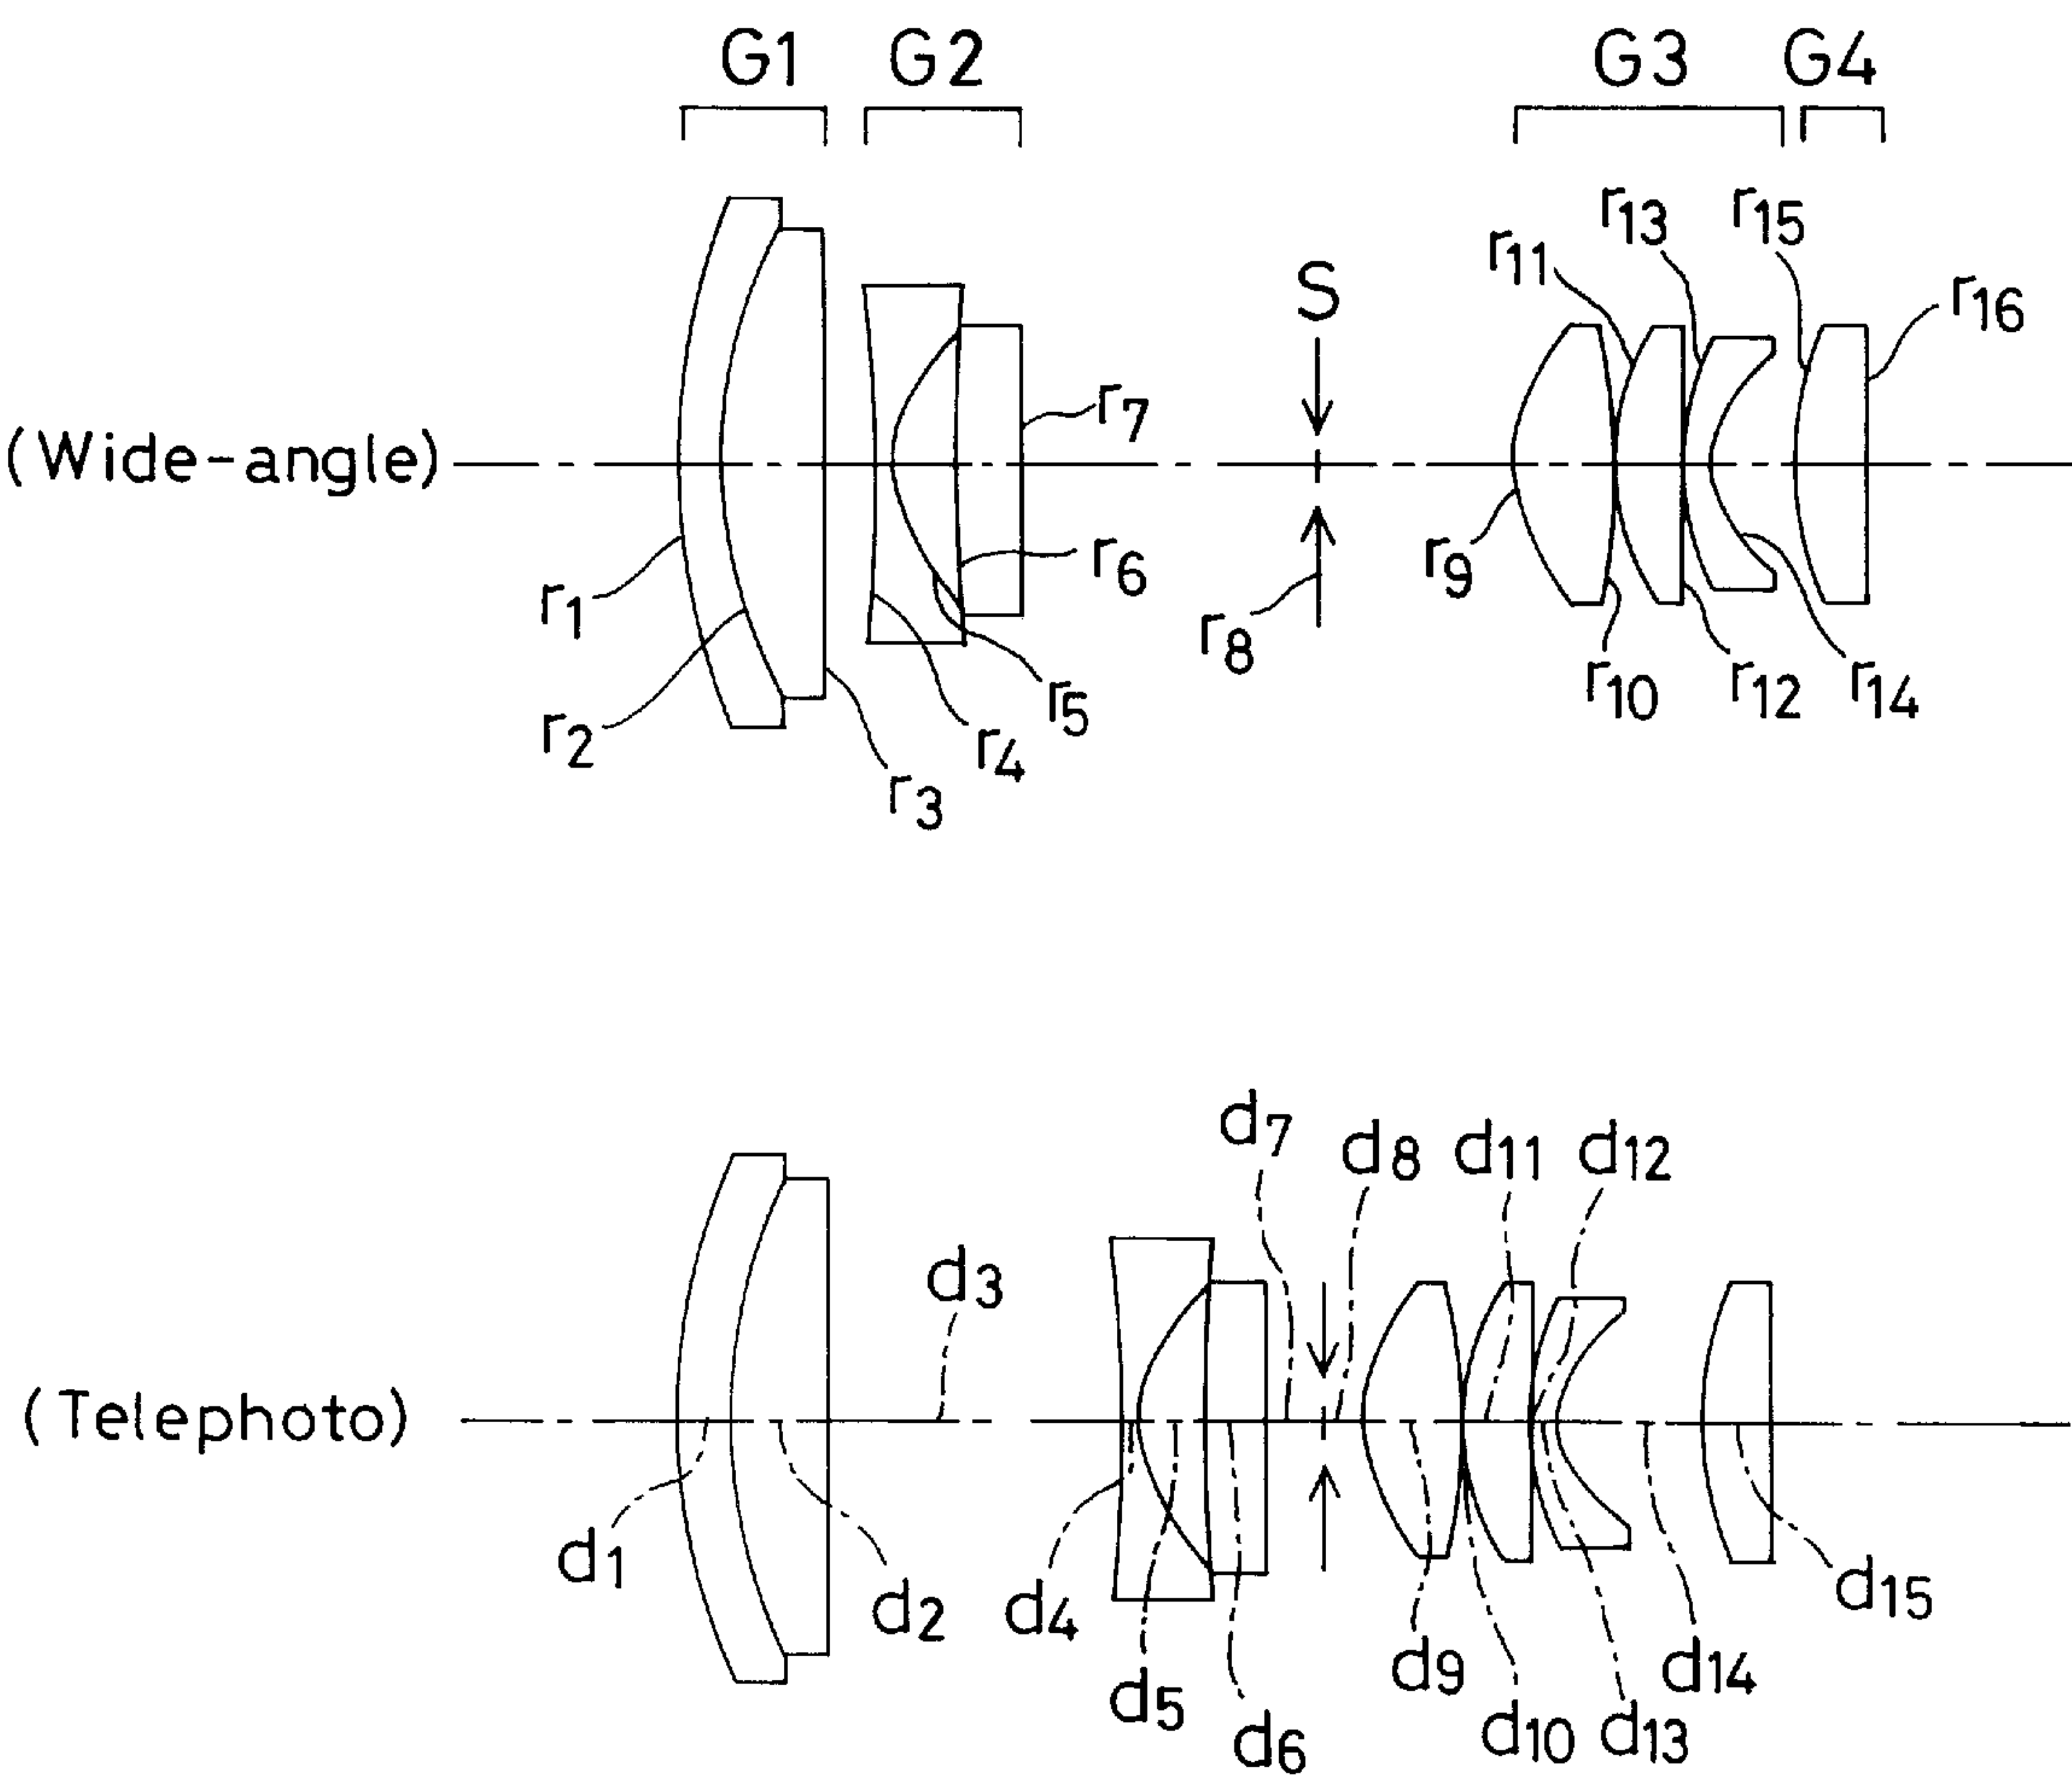 G1 G2 G3 G4
r13 r15
r11
S r16
r7
(Wide-angle)
r9 r6
r1
r8
r10 r12 r14
r5
r2 r4
r3
d7
d8 d11 d12
d3
(Telephoto)
d1
d15
d2 d4
d9 d14
d5
d10 d13
d6